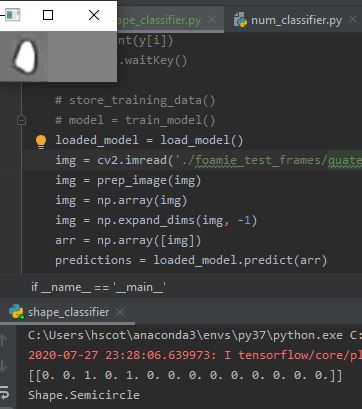 ape_classifier.py num_classifier.py
nt(y[i])
.waitKey()
# store_training_data()
# model = train_model()
loaded_model = load_model()
img = cv2.imread('./foamie_test_frames/quate
img = prep_image(img)
img = np.array(img)
img = np.expand_dims(img, -1)
arr = np.array([img])
predictions = loaded_model.predict(arr)
if __name__ == '__main__'
shape_classifier
C:\Users\hscot\anaconda3\envs\py37\python.exe C:
2020-07-27 23:28:06.639973: I tensorflow/core/pl
[[0. 0. 1. 0. 1. 0. 0. 0. 0. 0. 0. 0. 0.]]
Shape.Semicircle